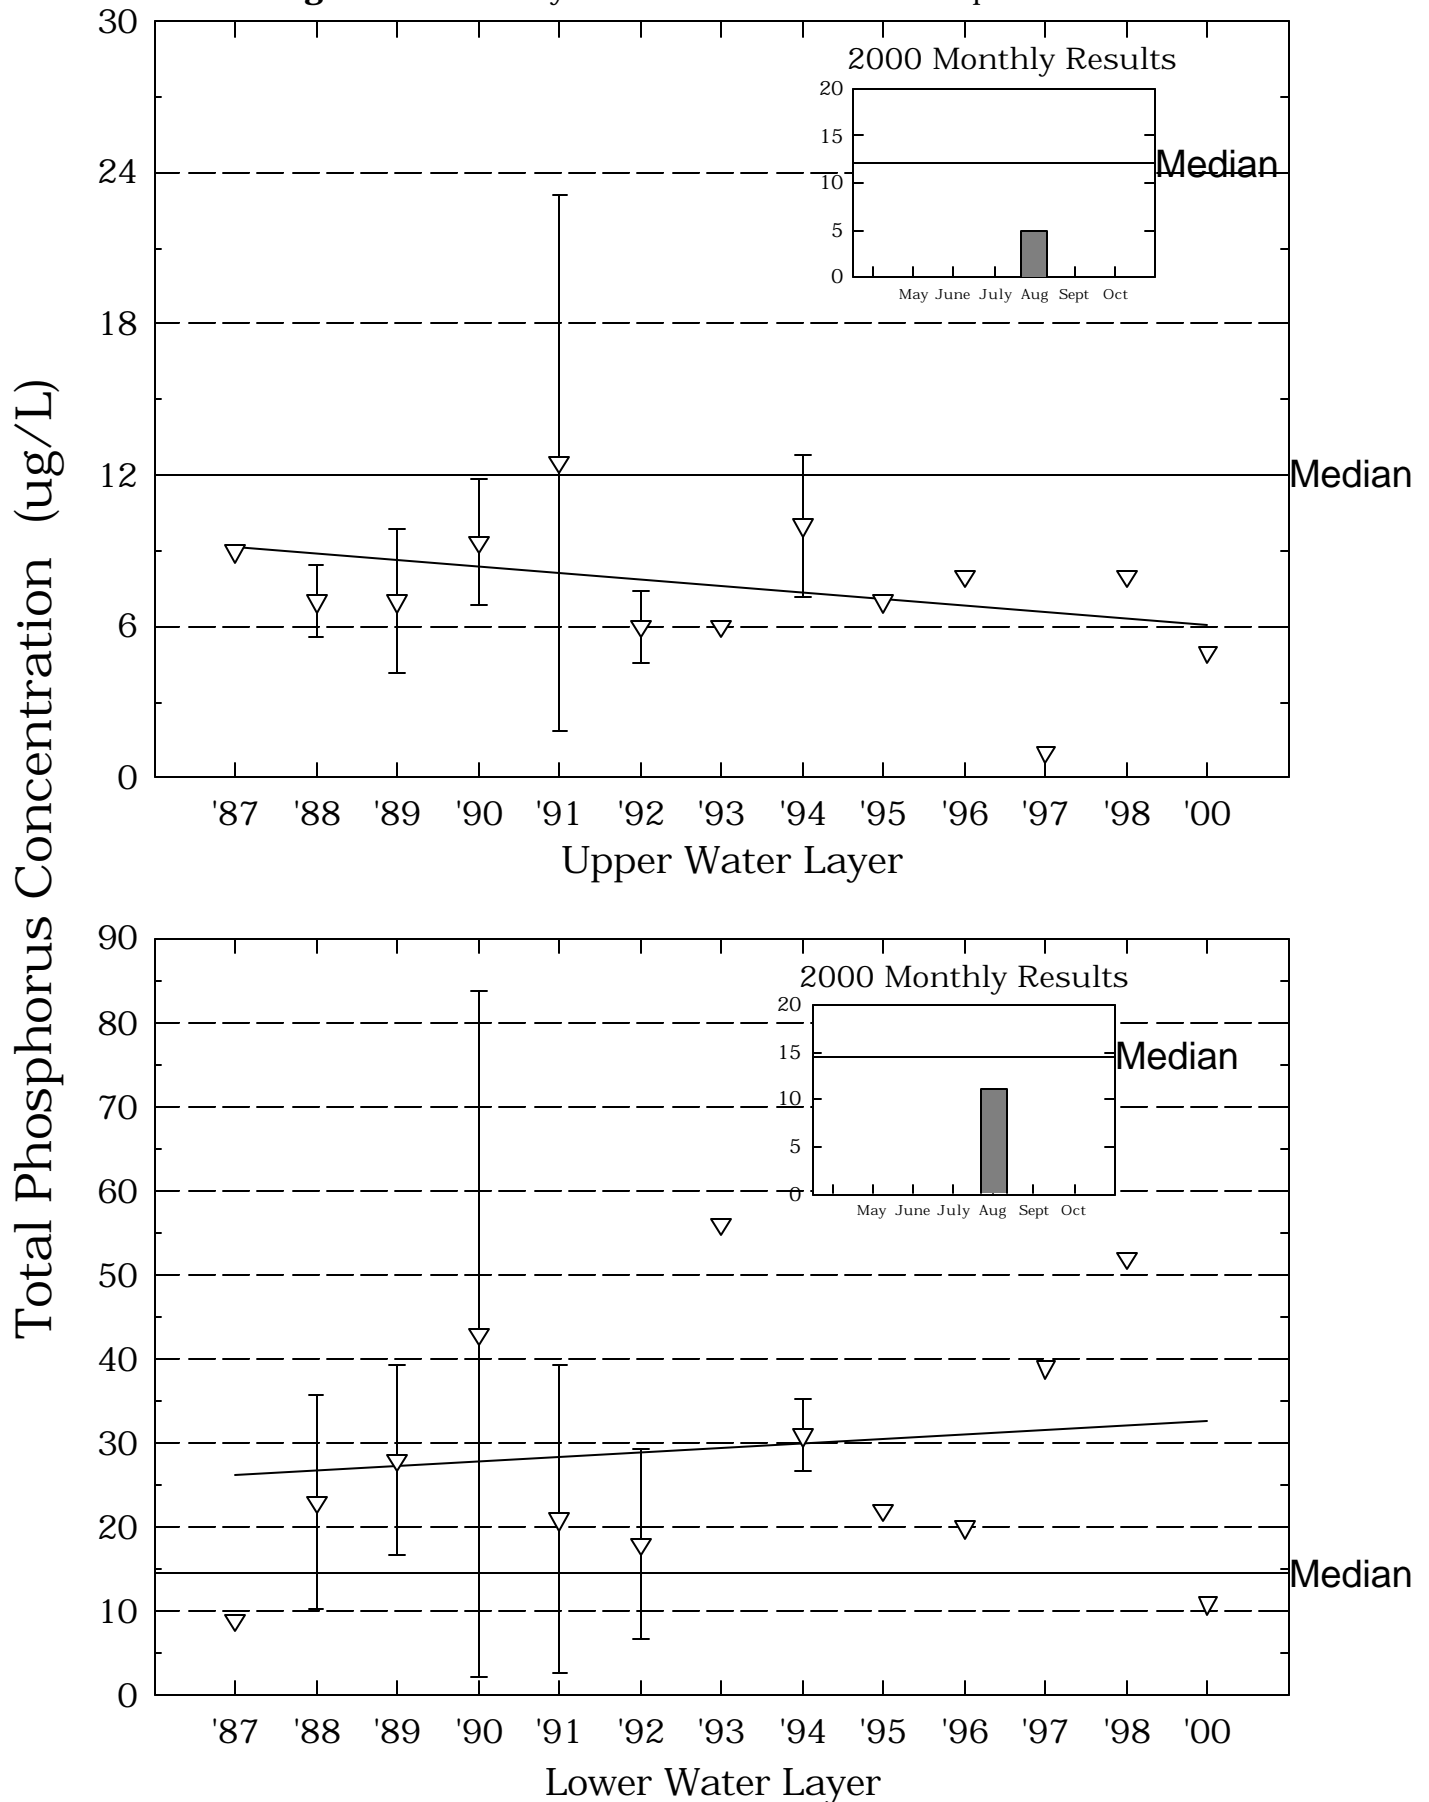 Total Phosphorus Concentration (ug/L)
30
24
18
12
6
0
2000 Monthly Results
20
15
10
5
0
Median
May June July Aug Sept Oct
Median
'87 '88 '89 '90 '91 '92 '93 '94 '95 '96 '97 '98 '00
Upper Water Layer
90
80
70
60
50
40
30
20
10
0
2000 Monthly Results
20
15
10
5
0
Median
May June July Aug Sept Oct
Median
'87 '88 '89 '90 '91 '92 '93 '94 '95 '96 '97 '98 '00
Lower Water Layer